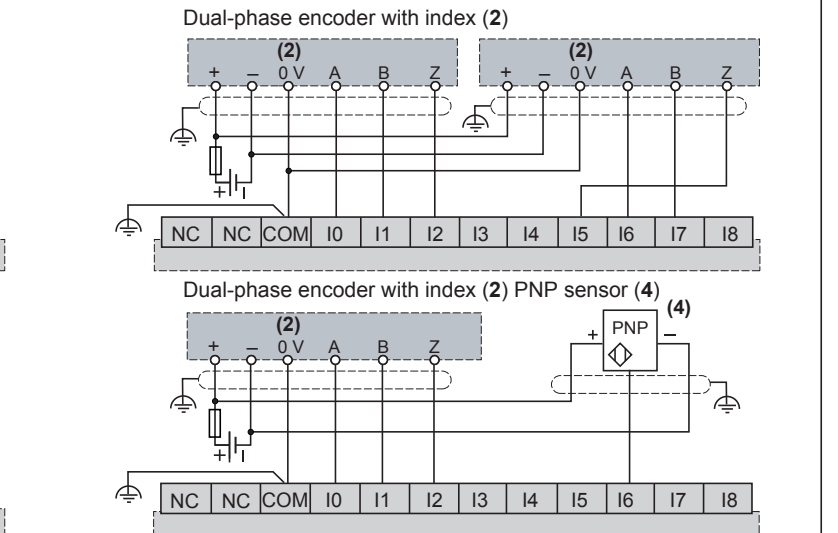 Dual-phase encoder with index (2)
(2) (2)
+ – 0 V A B Z + – 0 V A B Z
+
NC NC COM I0 I1 I2 I3 I4 I5 I6 I7 I8
Dual-phase encoder with index (2) PNP sensor (4)
(2) (4)
+ – 0 V A B Z + PNP –
+
NC NC COM I0 I1 I2 I3 I4 I5 I6 I7 I8